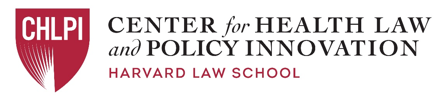 CHLPI
CENTER for HEALTH LAW
and POLICY INNOVATION
HARVARD LAW SCHOOL